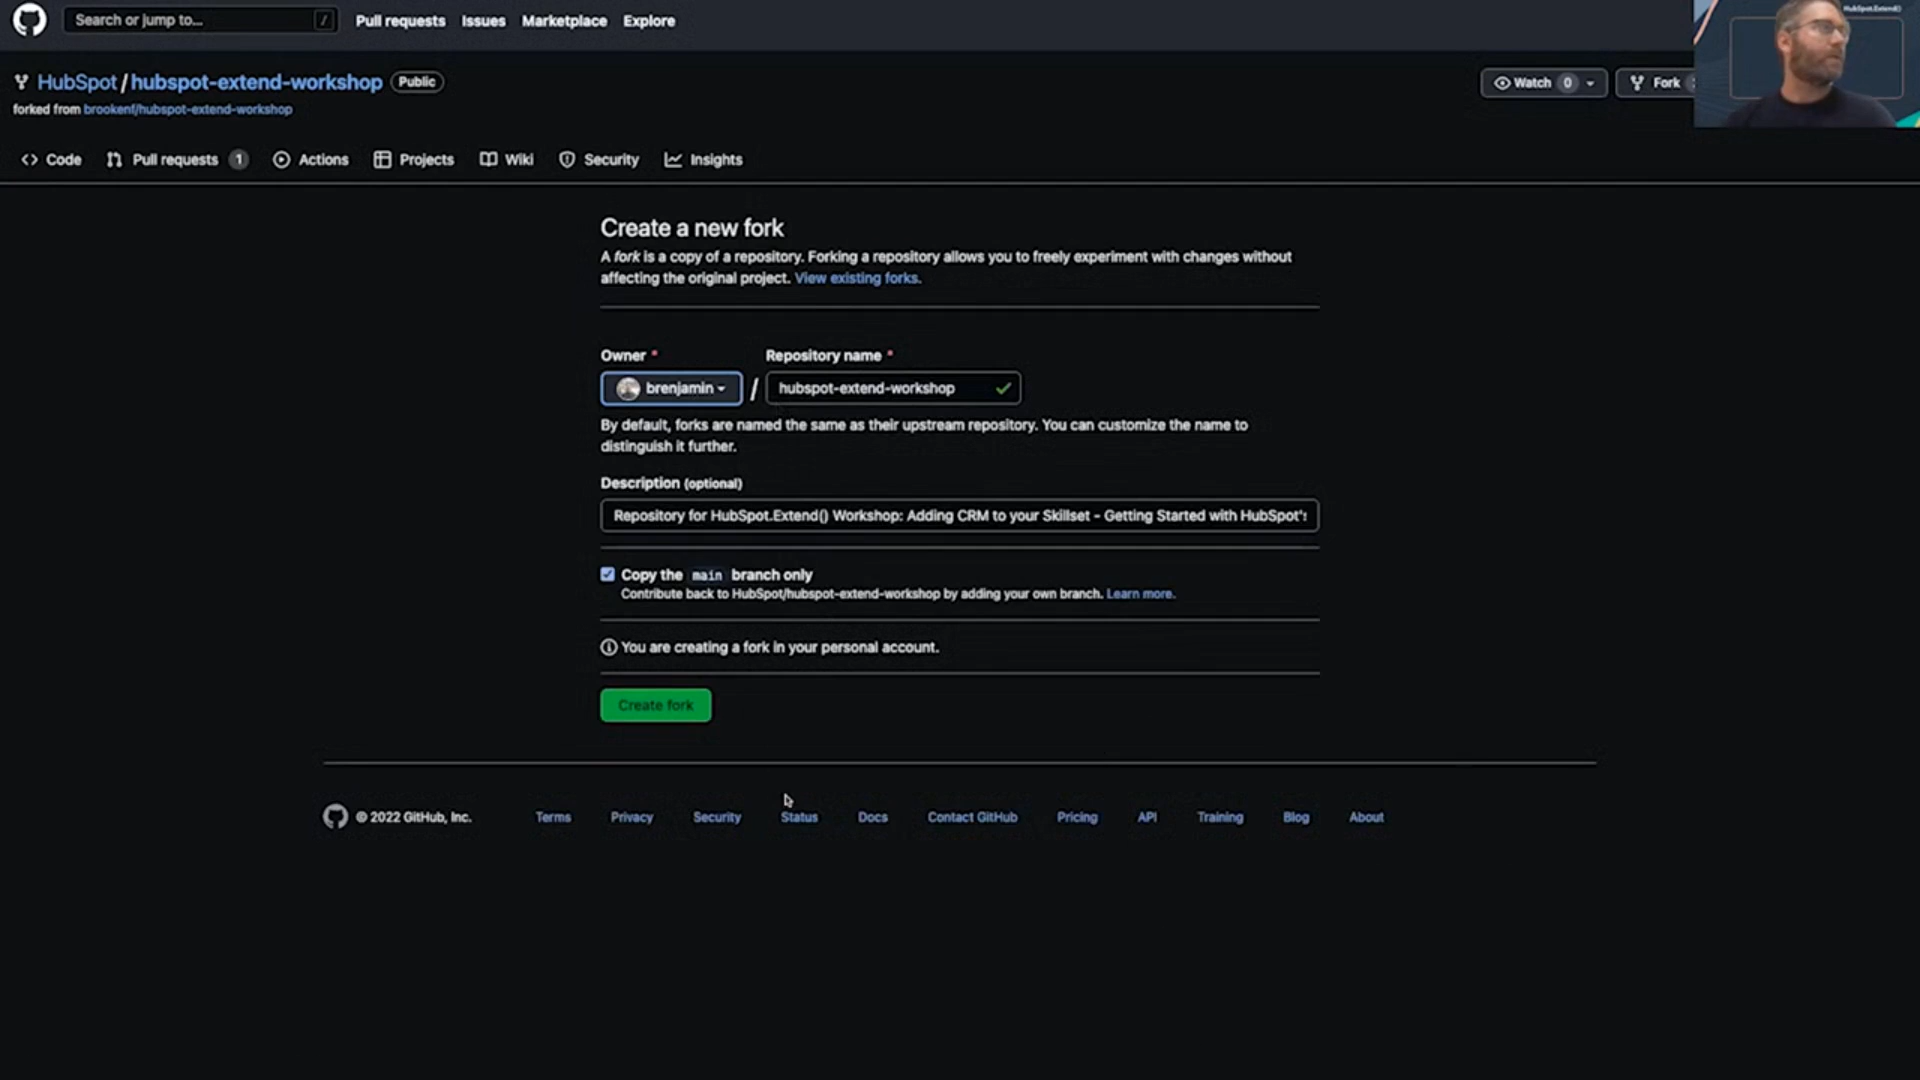 Search or jump to... /
Pull requests Issues Marketplace Explore
HubSpot.Extend()
HubSpot / hubspot-extend-workshop Public
Watch 0 Fork
forked from brookenf/hubspot-extend-workshop
Code Pull requests 1 Actions Projects Wiki Security Insights
Create a new fork
A fork is a copy of a repository. Forking a repository allows you to freely experiment with changes without
affecting the original project. View existing forks.
Owner * Repository name *
brenjamin / hubspot-extend-workshop
By default, forks are named the same as their upstream repository. You can customize the name to
distinguish it further.
Description (optional)
Repository for HubSpot.Extend() Workshop: Adding CRM to your Skillset - Getting Started with HubSpot's
Copy the main branch only
Contribute back to HubSpot/hubspot-extend-workshop by adding your own branch. Learn more.
You are creating a fork in your personal account.
Create fork
© 2022 GitHub, Inc. Terms Privacy Security Status Docs Contact GitHub Pricing API Training Blog About